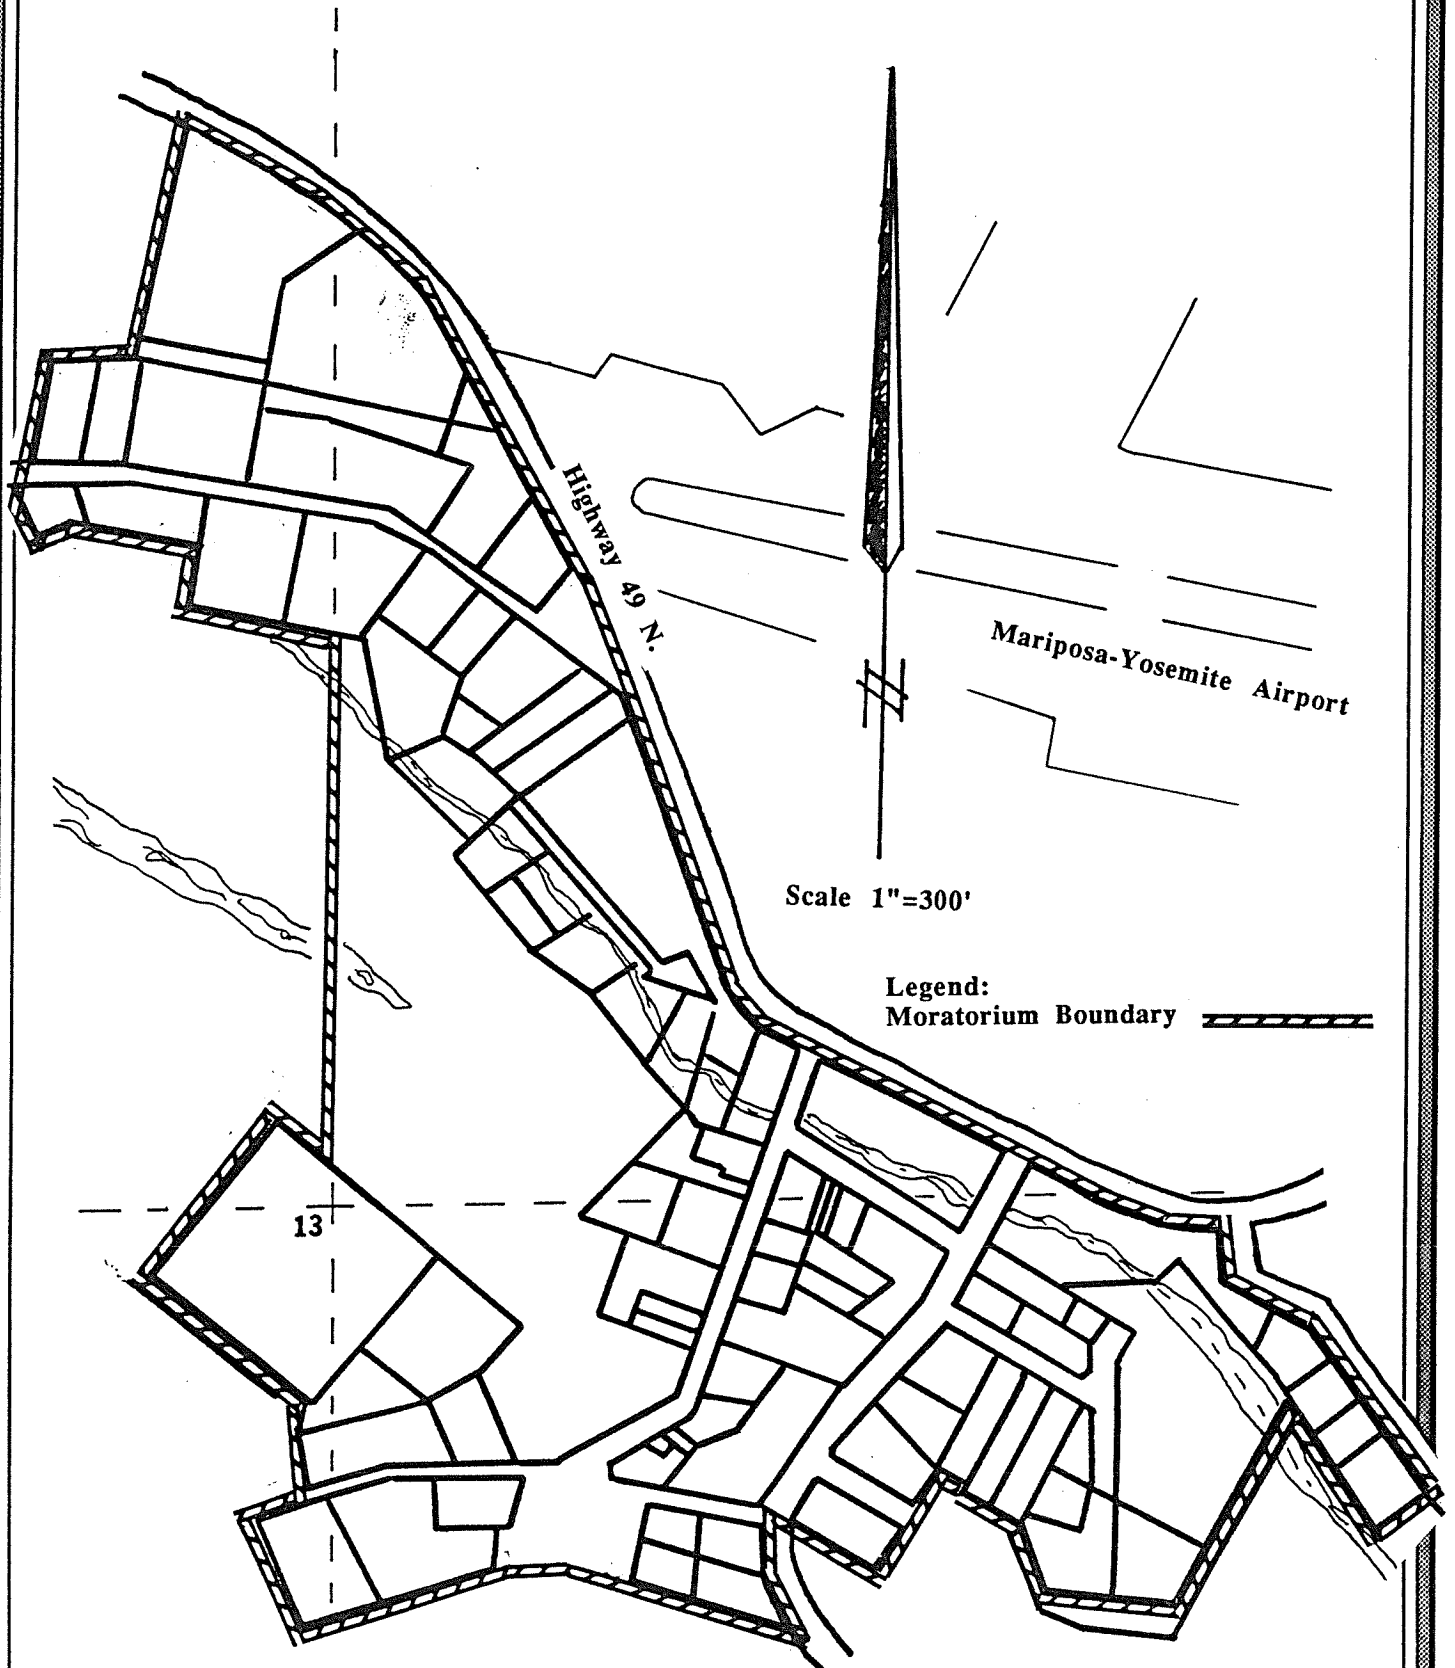 Highway 49 N.
Mariposa-Yosemite Airport
Scale 1"=300'
Legend:
Moratorium Boundary
13